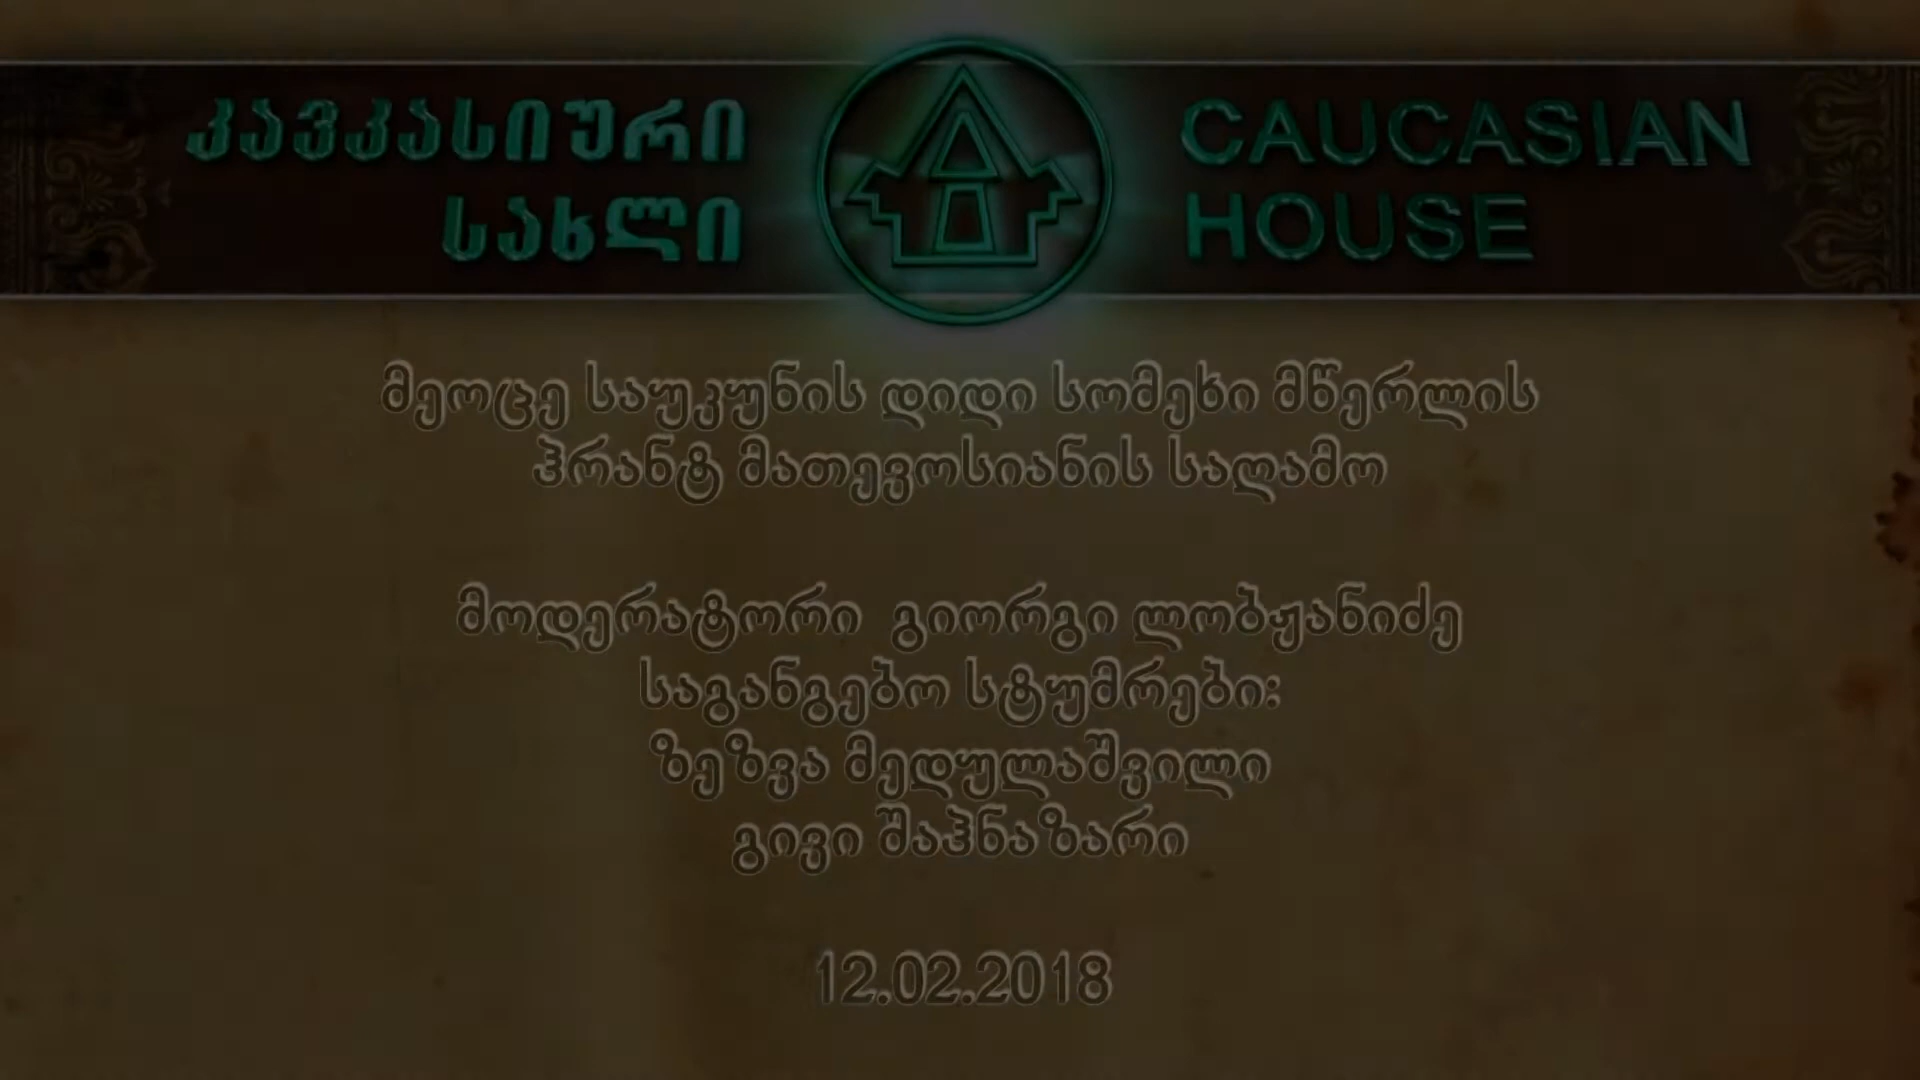 კავკასიური
სახლი
CAUCASIAN
HOUSE
მეოცე საუკუნის დიდი სომეხი მწერლის
ჰრანტ მათევოსიანის საღამო
მოდერატორი გიორგი ლობჟანიძე
საგანგებო სტუმრები:
ზეზვა მედულაშვილი
გივი შაჰნაზარი
12.02.2018